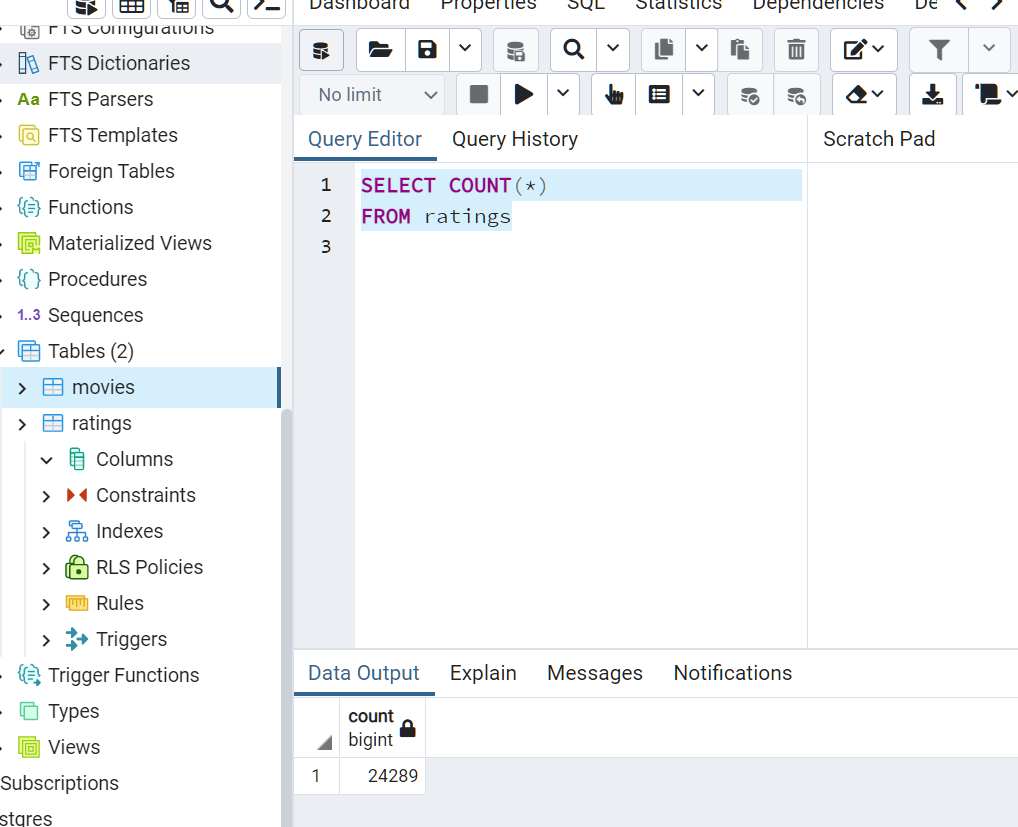 Dashboard Properties SQL Statistics Dependencies De
FTS Configurations
FTS Dictionaries
Aa FTS Parsers
FTS Templates
Foreign Tables
Functions
Materialized Views
Procedures
1..3 Sequences
Tables (2)
movies
ratings
Columns
Constraints
Indexes
RLS Policies
Rules
Triggers
Trigger Functions
Types
Views
Subscriptions
stgres
No limit
Query Editor Query History
Scratch Pad
1 SELECT COUNT(*)
2 FROM ratings
3
Data Output Explain Messages Notifications
count
bigint
1 24289